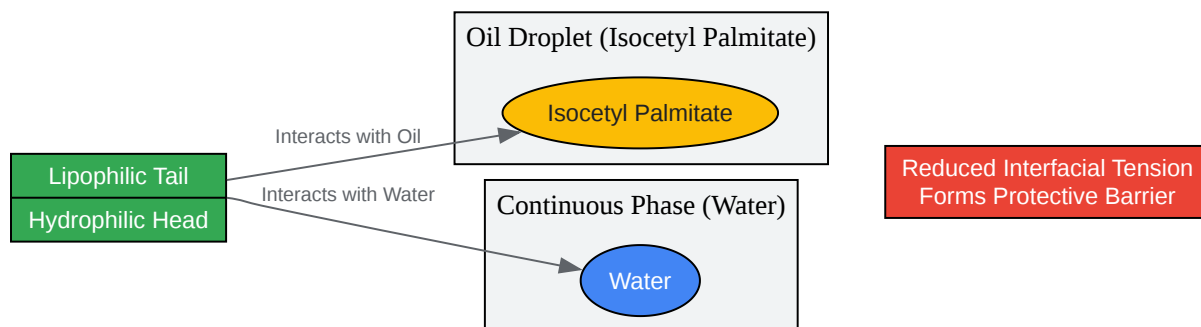 Oil Droplet (Isocetyl Palmitate)
Isocetyl Palmitate
Interacts with Oil
Lipophilic Tail
Hydrophilic Head
Interacts with Water
Continuous Phase (Water)
Water
Reduced Interfacial Tension
Forms Protective Barrier